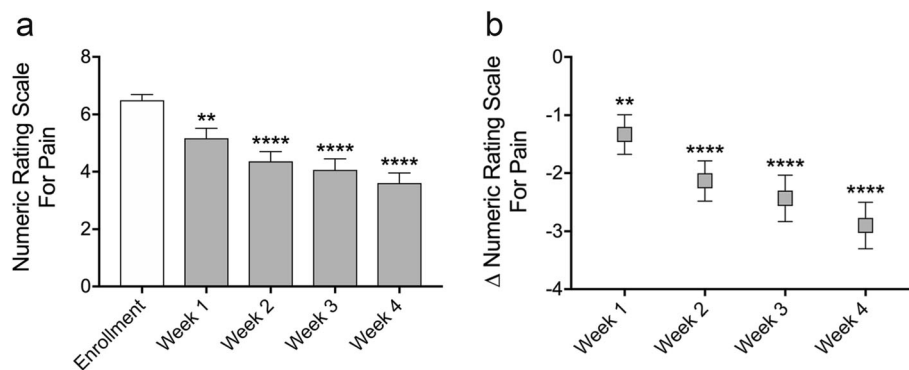 a
Numeric Rating Scale
For Pain
8
6
4
2
0
**
****
****
****
Enrollment
Week 1
Week 2
Week 3
Week 4
b
Δ Numeric Rating Scale
For Pain
0
-1
-2
-3
-4
**
****
****
****
Week 1
Week 2
Week 3
Week 4